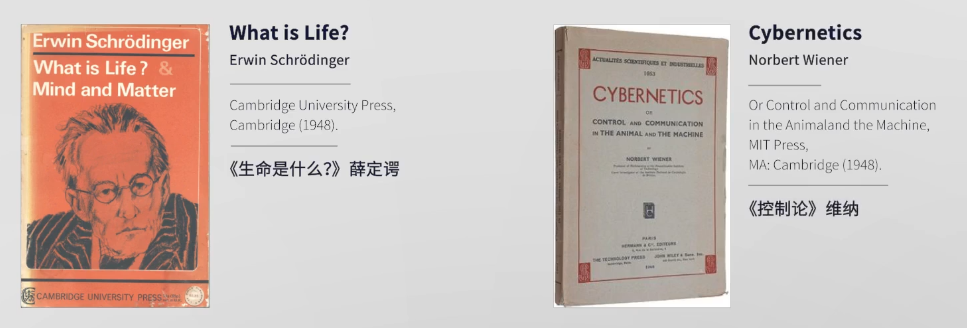 Erwin Schrödinger
What is Life? &
Mind and Matter
CAMBRIDGE UNIVERSITY PRESS
What is Life?
Erwin Schrödinger
Cambridge University Press,
Cambridge (1948).
《生命是什么?》薛定谔
ACTUALITÉS SCIENTIFIQUES ET INDUSTRIELLES
1053
CYBERNETICS
OR
CONTROL AND COMMUNICATION
IN THE ANIMAL AND THE MACHINE
BY
NORBERT WIENER
PARIS
HERMANN & Cie, ÉDITEURS
THE TECHNOLOGY PRESS
JOHN WILEY & Sons, Inc.
Cybernetics
Norbert Wiener
Or Control and Communication
in the Animaland the Machine,
MIT Press,
MA: Cambridge (1948).
《控制论》维纳